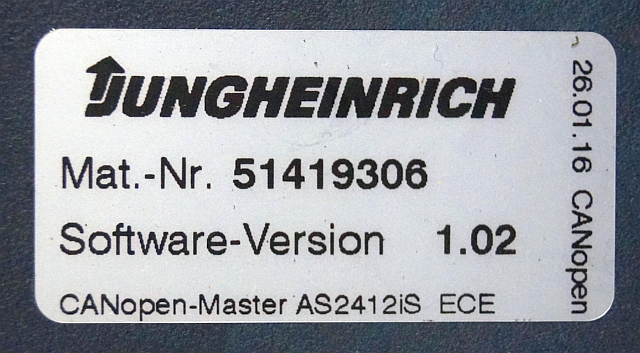 JUNGHEINRICH
Mat.-Nr. 51419306
Software-Version 1.02
CANopen-Master AS2412iS ECE
26.01.16 CANopen